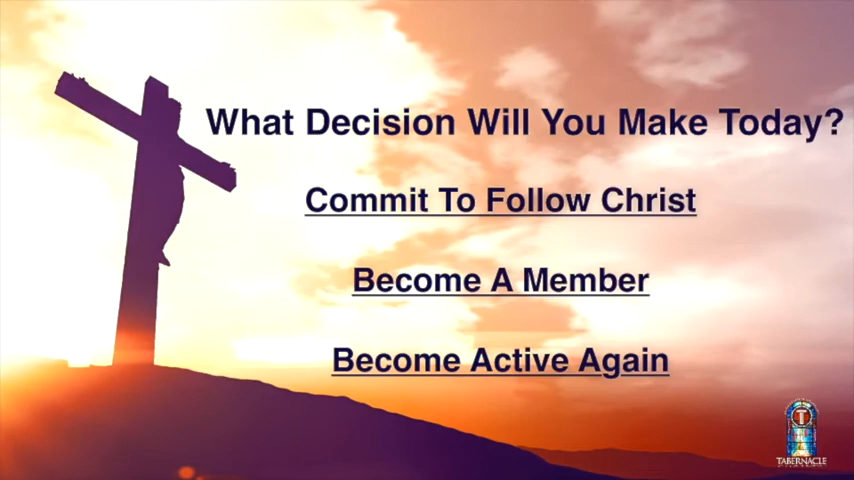 What Decision Will You Make Today?
Commit To Follow Christ
Become A Member
Become Active Again
T
TABERNACLE